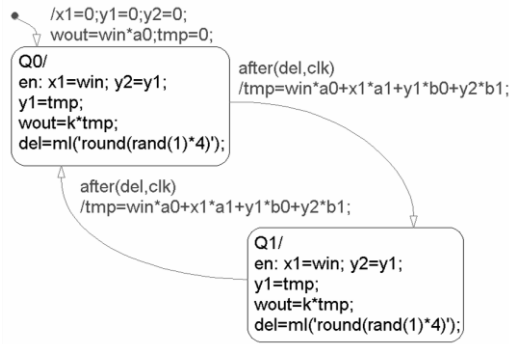 /x1=0;y1=0;y2=0;
wout=win*a0;tmp=0;
Q0/
en: x1=win; y2=y1;
y1=tmp;
wout=k*tmp;
del=ml('round(rand(1)*4)');
after(del,clk)
/tmp=win*a0+x1*a1+y1*b0+y2*b1;
after(del,clk)
/tmp=win*a0+x1*a1+y1*b0+y2*b1;
Q1/
en: x1=win; y2=y1;
y1=tmp;
wout=k*tmp;
del=ml('round(rand(1)*4)');